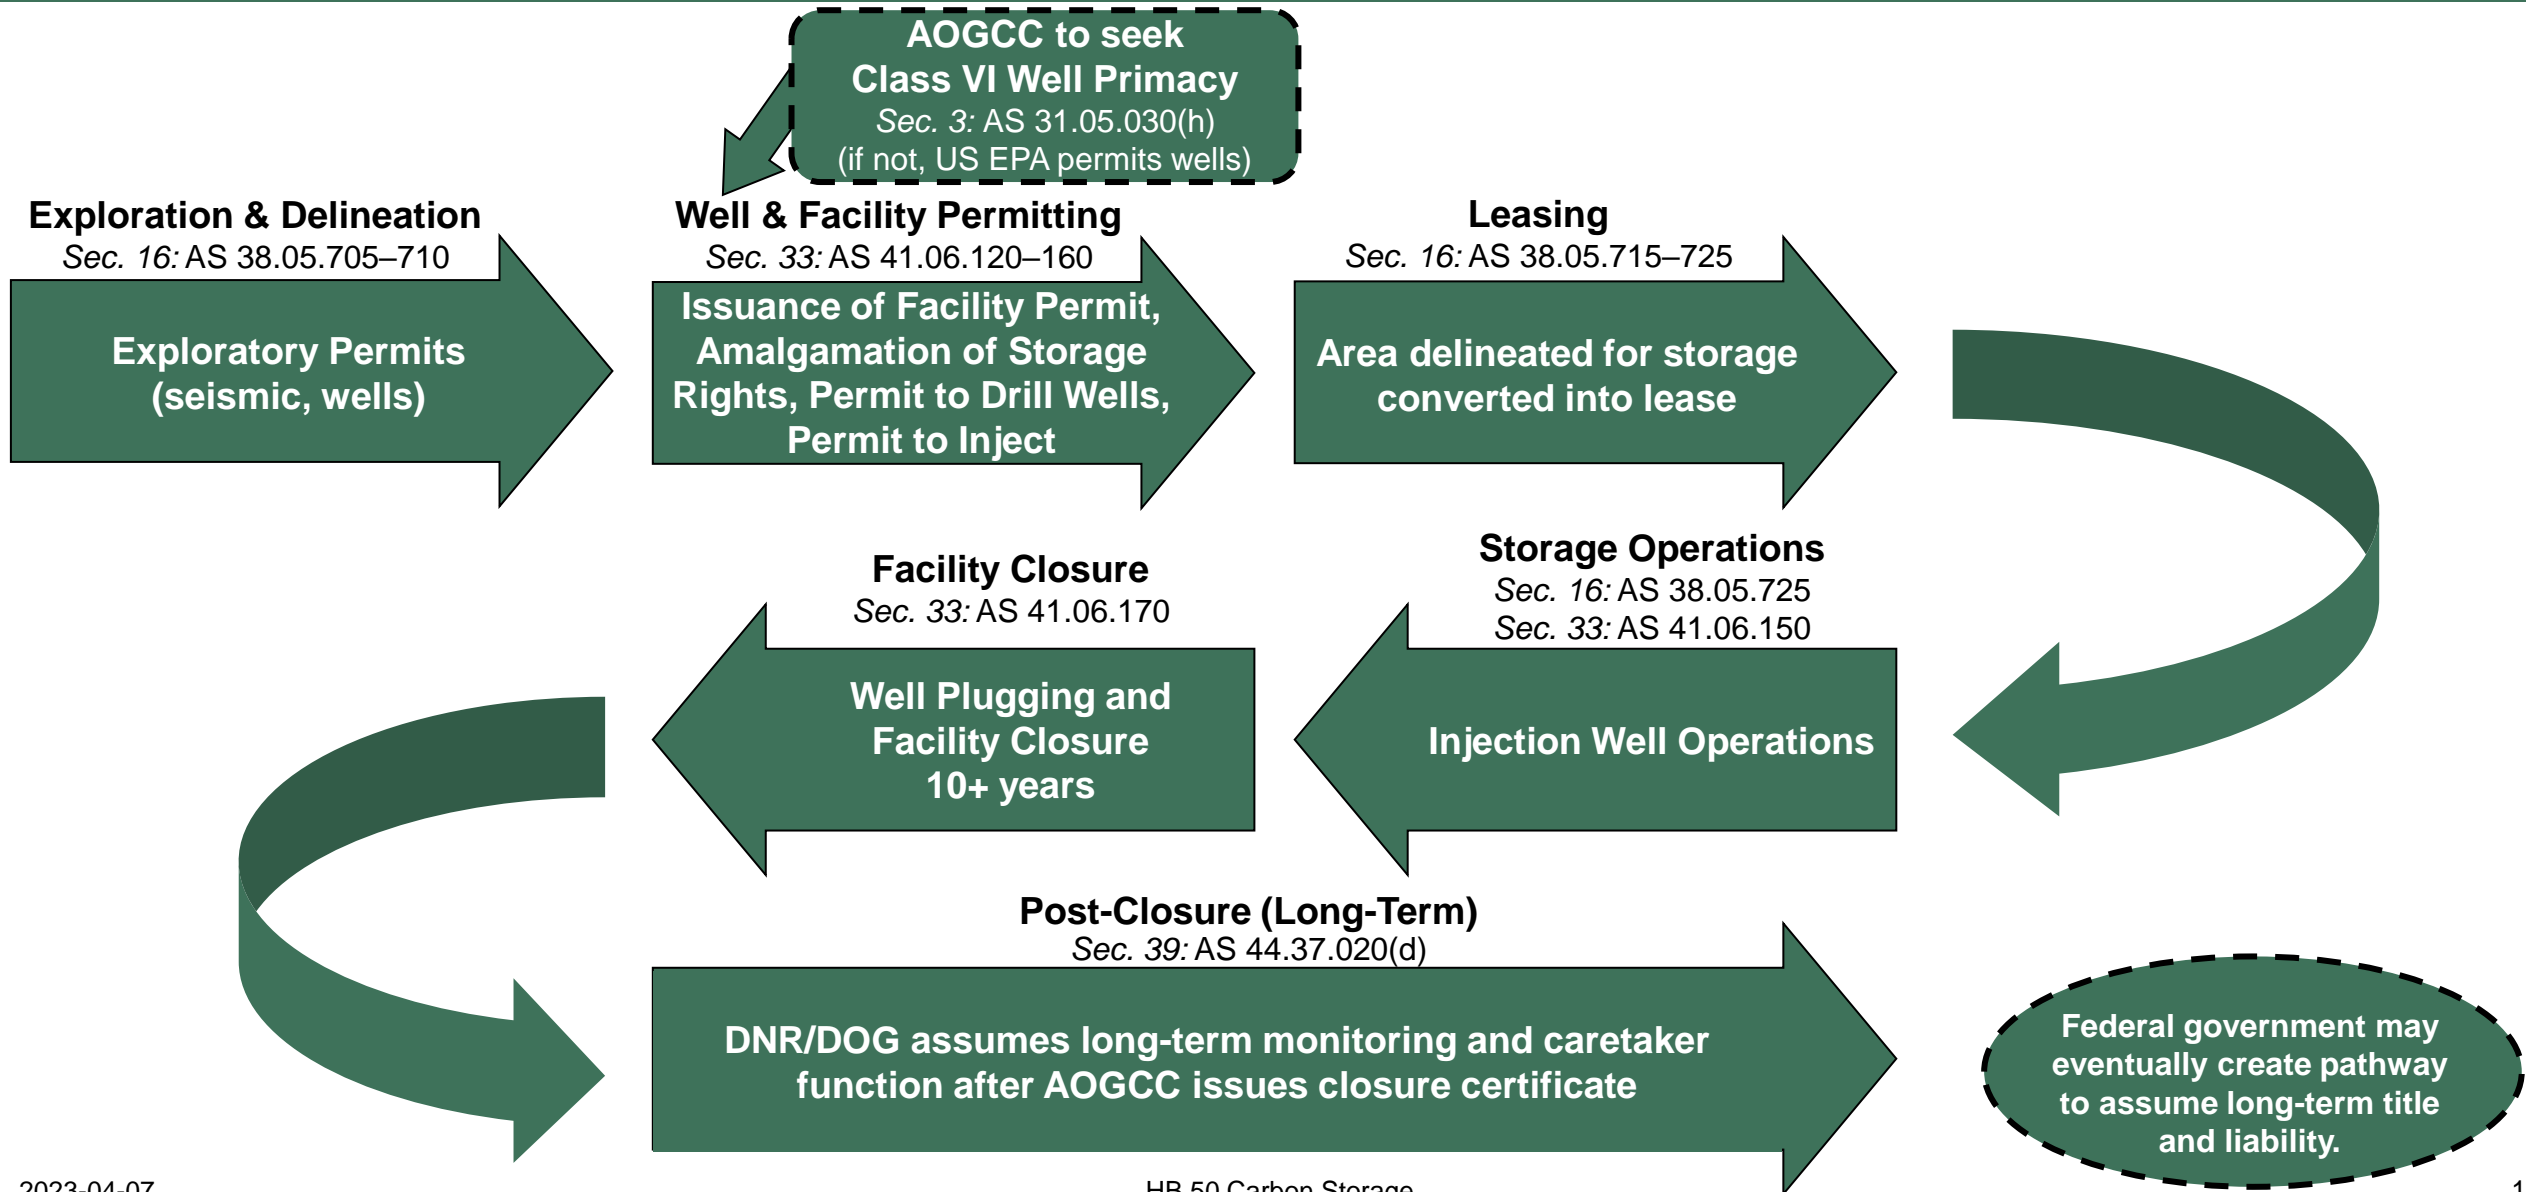 AOGCC to seek
Class VI Well Primacy
Sec. 3: AS 31.05.030(h)
(if not, US EPA permits wells)
Exploration & Delineation
Sec. 16: AS 38.05.705–710
Exploratory Permits
(seismic, wells)
Well & Facility Permitting
Sec. 33: AS 41.06.120–160
Issuance of Facility Permit,
Amalgamation of Storage
Rights, Permit to Drill Wells,
Permit to Inject
Leasing
Sec. 16: AS 38.05.715–725
Area delineated for storage
converted into lease
Storage Operations
Sec. 16: AS 38.05.725
Sec. 33: AS 41.06.150
Injection Well Operations
Facility Closure
Sec. 33: AS 41.06.170
Well Plugging and
Facility Closure
10+ years
Post-Closure (Long-Term)
Sec. 39: AS 44.37.020(d)
DNR/DOG assumes long-term monitoring and caretaker
function after AOGCC issues closure certificate
Federal government may
eventually create pathway
to assume long-term title
and liability.
2023-04-07
HB 50 Carbon Storage